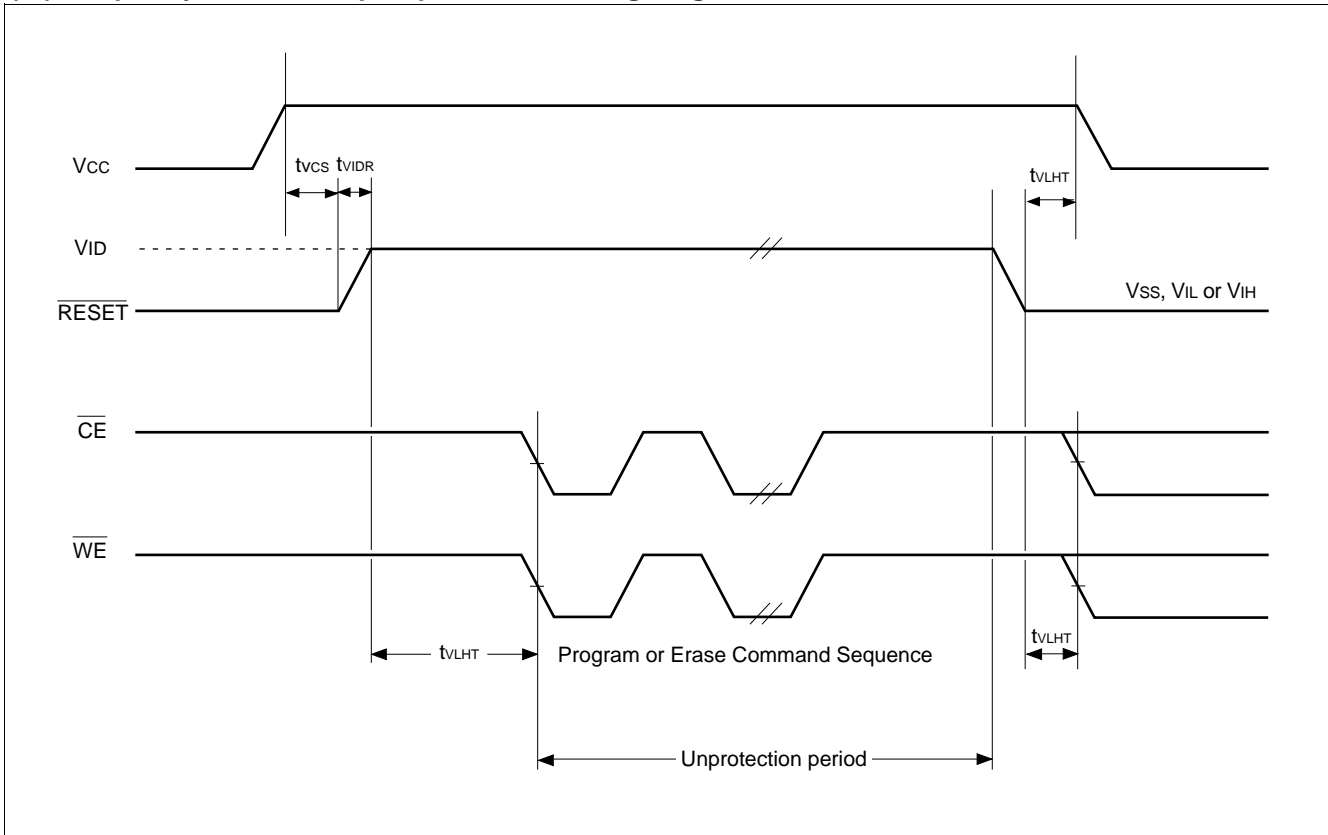 VCC
tVCS tVIDR
tVLHT
VID
RESET
VSS, VIL or VIH
CE
WE
tVLHT
Program or Erase Command Sequence
tVLHT
Unprotection period